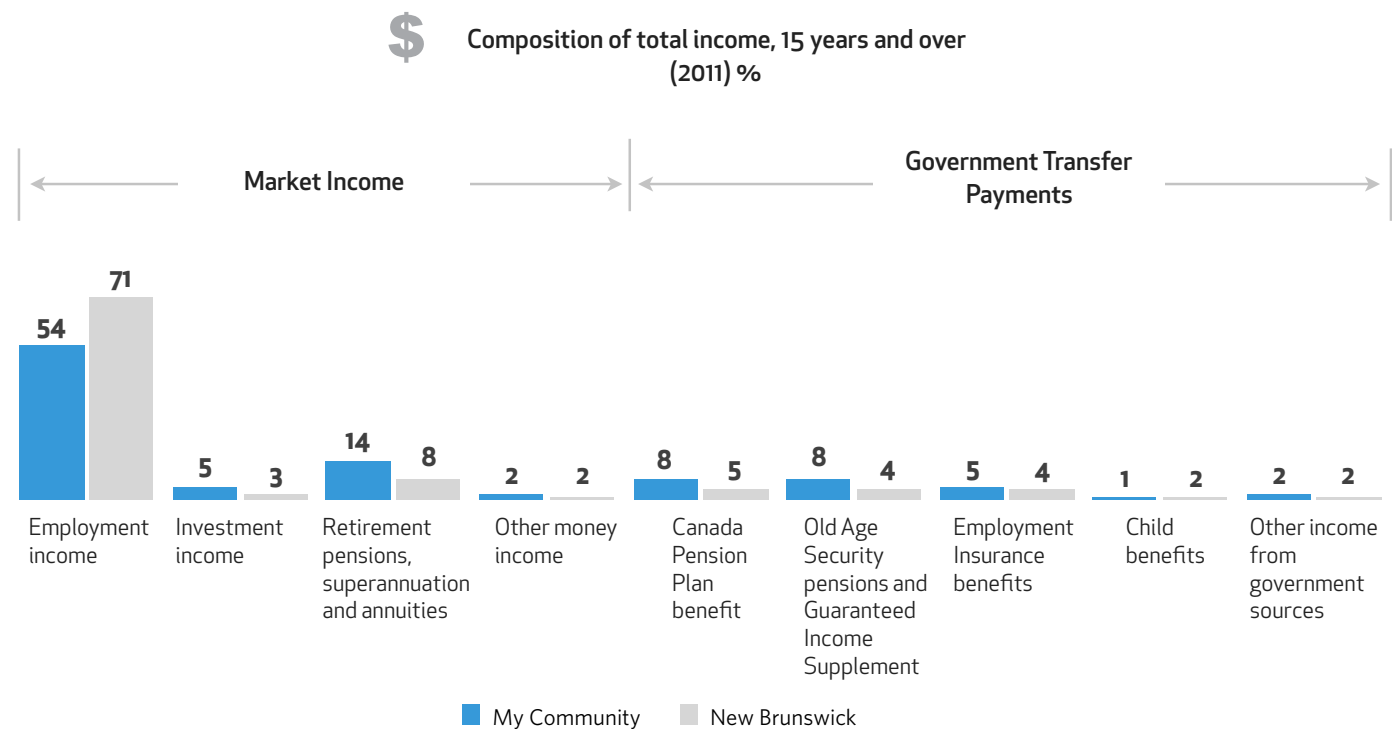 $
Composition of total income, 15 years and over
(2011) %
Market Income
Government Transfer
Payments
54
71
5
3
14
8
2
2
8
5
8
4
5
4
1
2
2
2
Employment
income
Investment
income
Retirement
pensions,
superannuation
and annuities
Other money
income
Canada
Pension
Plan
benefit
Old Age
Security
pensions and
Guaranteed
Income
Supplement
Employment
Insurance
benefits
Child
benefits
Other income
from
government
sources
My Community
New Brunswick